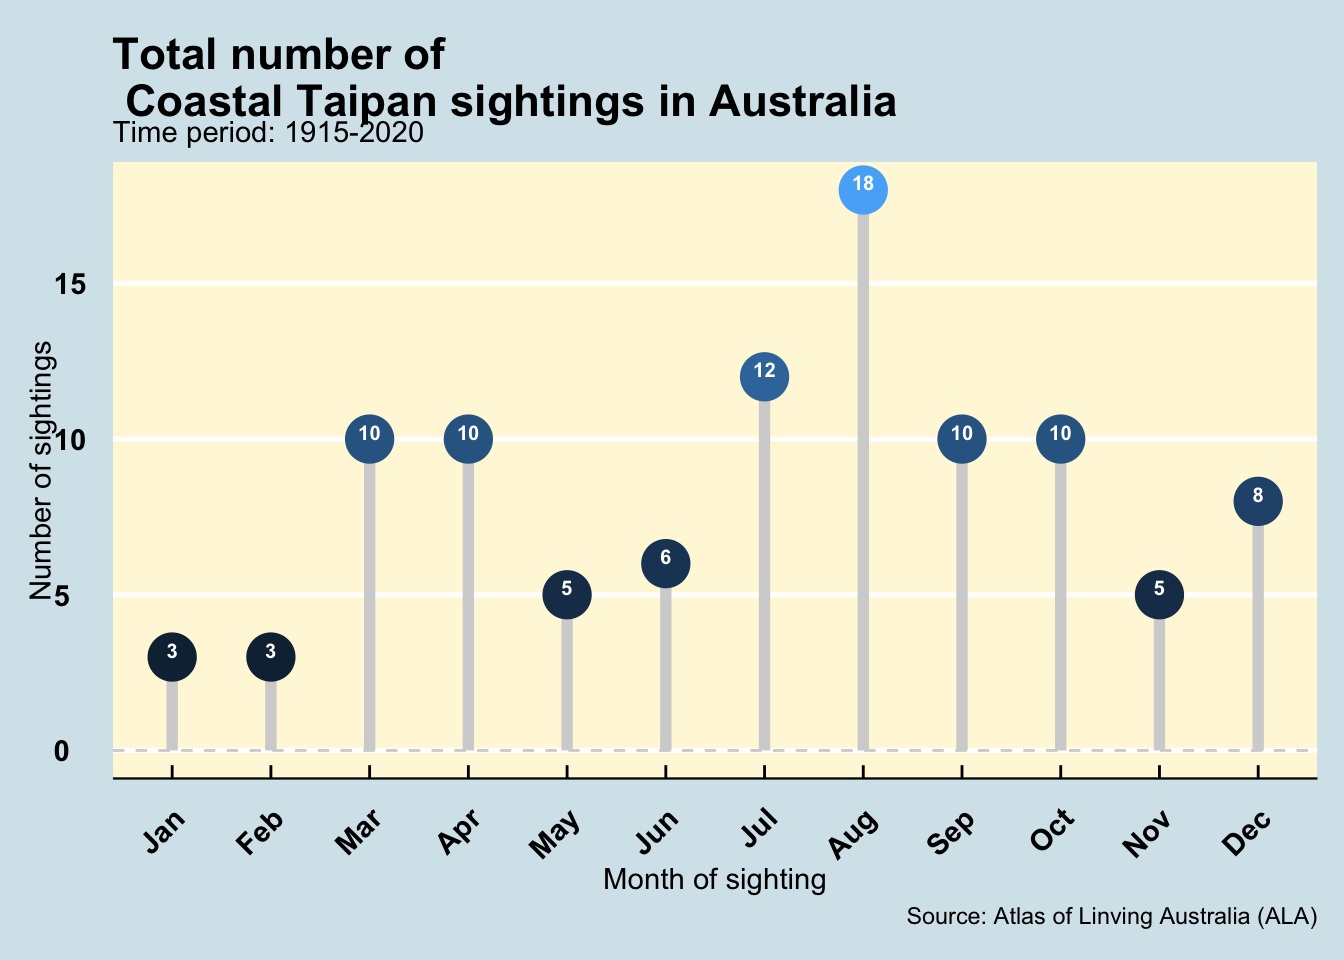 Total number of
Coastal Taipan sightings in Australia
Time period: 1915-2020
Number of sightings
15
10
5
0
3
3
10
10
5
6
12
18
10
10
5
8
Jan
Feb
Mar
Apr
May
Jun
Jul
Aug
Sep
Oct
Nov
Dec
Month of sighting
Source: Atlas of Linving Australia (ALA)